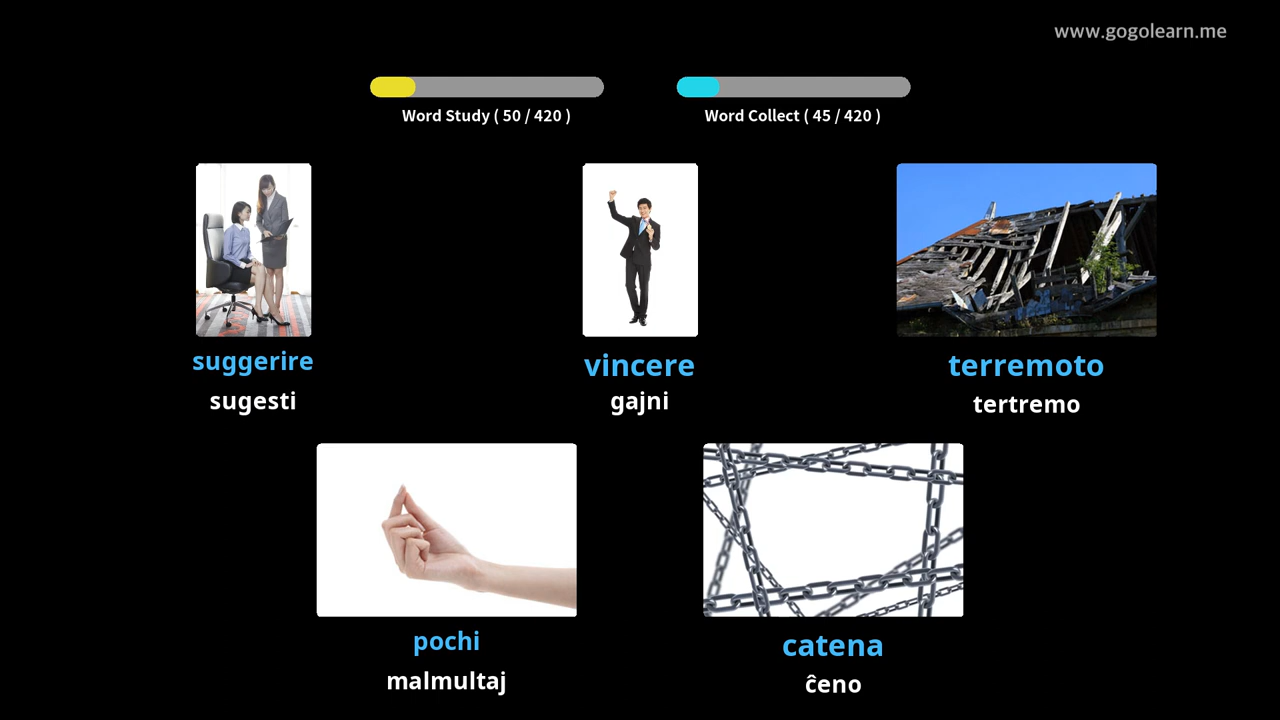 www.gogolearn.me
Word Study ( 50 / 420 )
Word Collect ( 45 / 420 )
suggerire
sugesti
vincere
gajni
terremoto
tertremo
pochi
malmultaj
catena
ĉeno